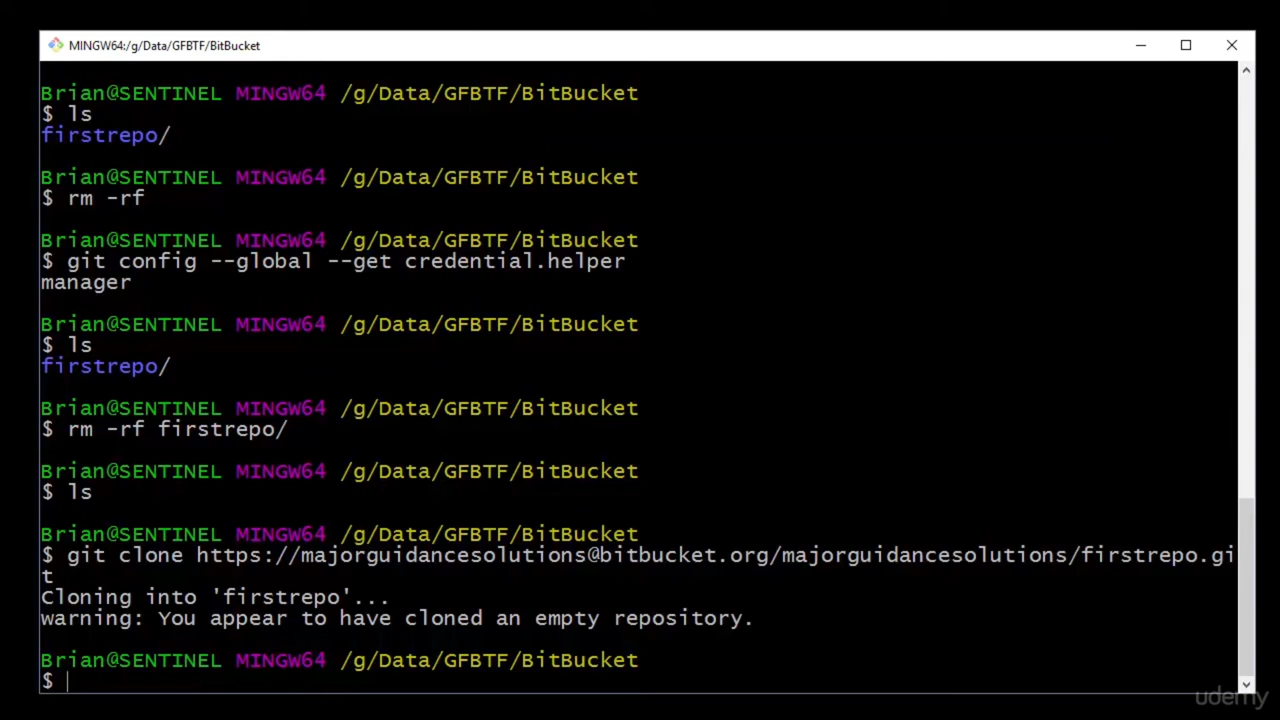 MINGW64:/g/Data/GFBTF/BitBucket
Brian@SENTINEL MINGW64 /g/Data/GFBTF/BitBucket
$ ls
firstrepo/
Brian@SENTINEL MINGW64 /g/Data/GFBTF/BitBucket
$ rm -rf
Brian@SENTINEL MINGW64 /g/Data/GFBTF/BitBucket
$ git config --global --get credential.helper
manager
Brian@SENTINEL MINGW64 /g/Data/GFBTF/BitBucket
$ ls
firstrepo/
Brian@SENTINEL MINGW64 /g/Data/GFBTF/BitBucket
$ rm -rf firstrepo/
Brian@SENTINEL MINGW64 /g/Data/GFBTF/BitBucket
$ ls
Brian@SENTINEL MINGW64 /g/Data/GFBTF/BitBucket
$ git clone https://majorguidancesolutions@bitbucket.org/majorguidancesolutions/firstrepo.gi
t
Cloning into 'firstrepo'...
warning: You appear to have cloned an empty repository.
Brian@SENTINEL MINGW64 /g/Data/GFBTF/BitBucket
$
udemy